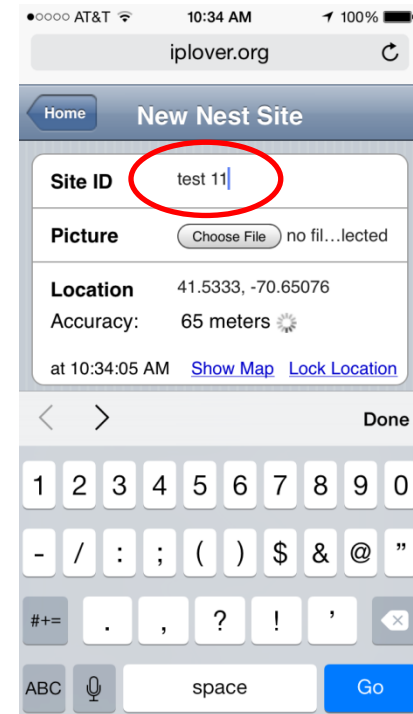 AT&T 10:34 AM 100%
iplover.org
Home New Nest Site
Site ID test 11
Picture Choose File no fil...lected
Location 41.5333, -70.65076
Accuracy: 65 meters
at 10:34:05 AM Show Map Lock Location
Done
1 2 3 4 5 6 7 8 9 0
- / : ; ( ) $ & @ ”
#+= . , ? ! ’
ABC space Go